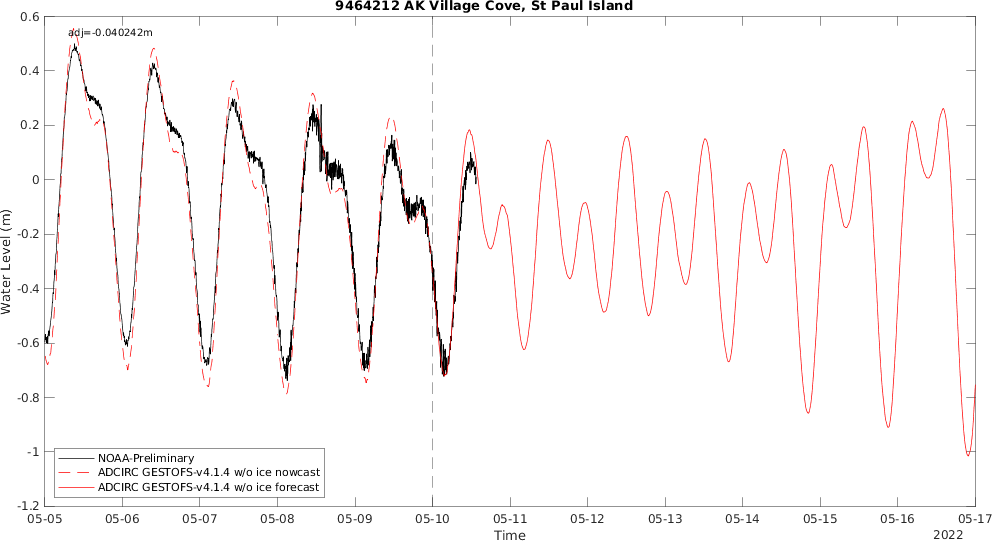 9464212 AK Village Cove, St Paul Island
adj=-0.040242m
0.6
0.4
0.2
0
-0.2
-0.4
-0.6
-0.8
-1
-1.2
Water Level (m)
NOAA-Preliminary
ADCIRC GESTOFS-v4.1.4 w/o ice nowcast
ADCIRC GESTOFS-v4.1.4 w/o ice forecast
05-05 05-06 05-07 05-08 05-09 05-10 05-11 05-12 05-13 05-14 05-15 05-16 05-17
Time
2022